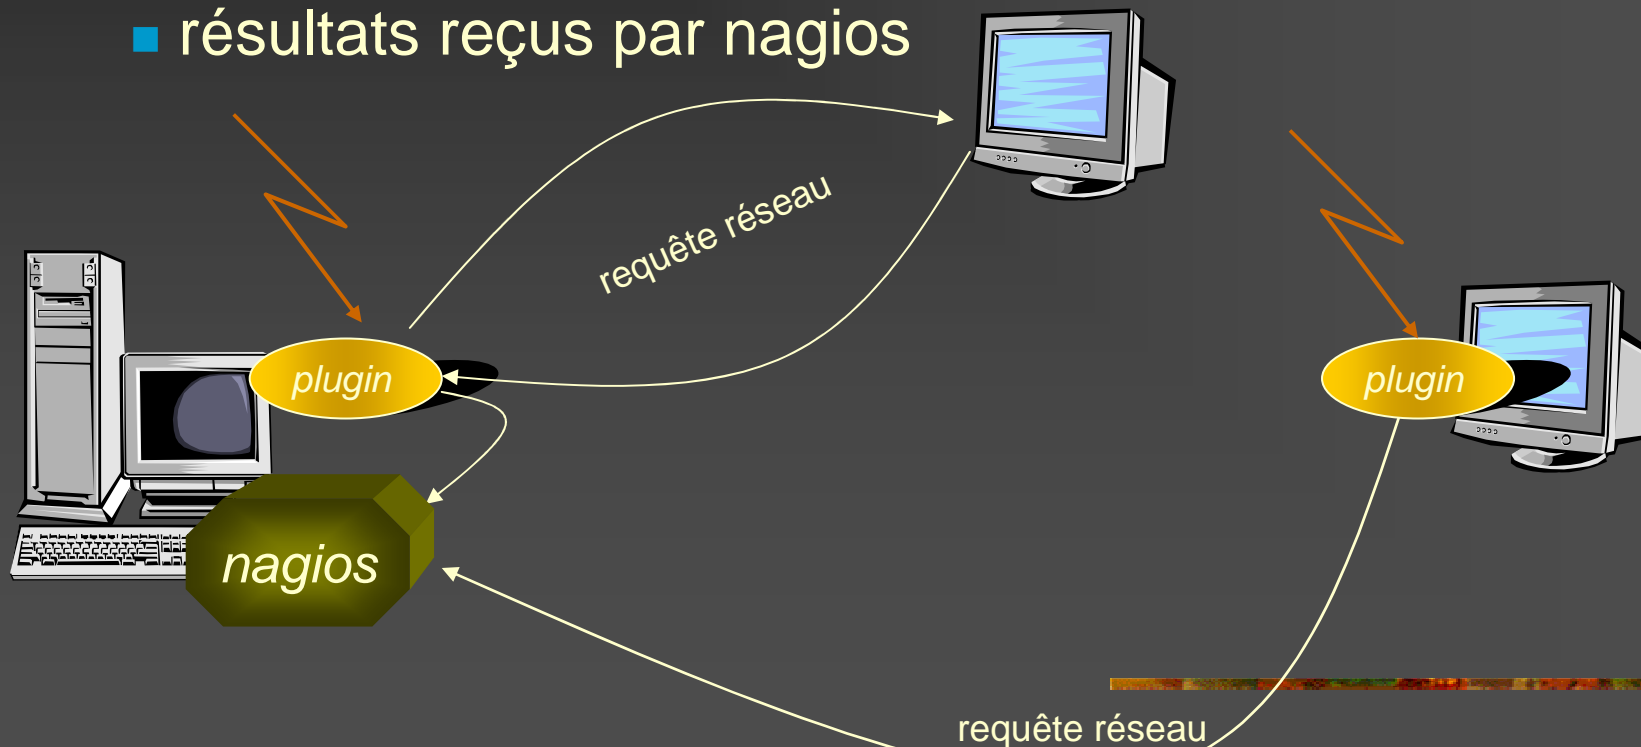 résultats reçus par nagios
requête réseau
plugin
plugin
nagios
requête réseau